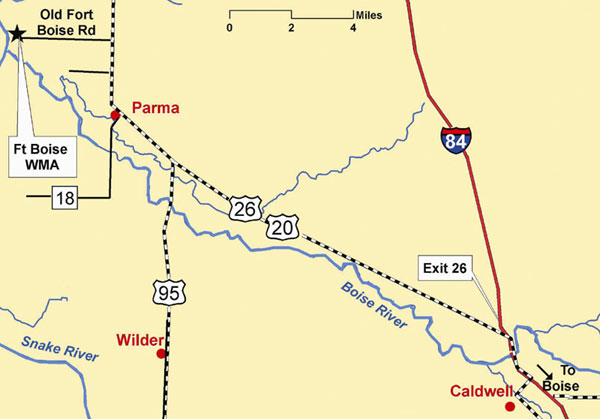 Old Fort
Boise Rd
Miles
0 2 4
Parma
Ft Boise
WMA
84
18
26
20
Exit 26
95
Boise River
Wilder
Snake River
To
Boise
Caldwell